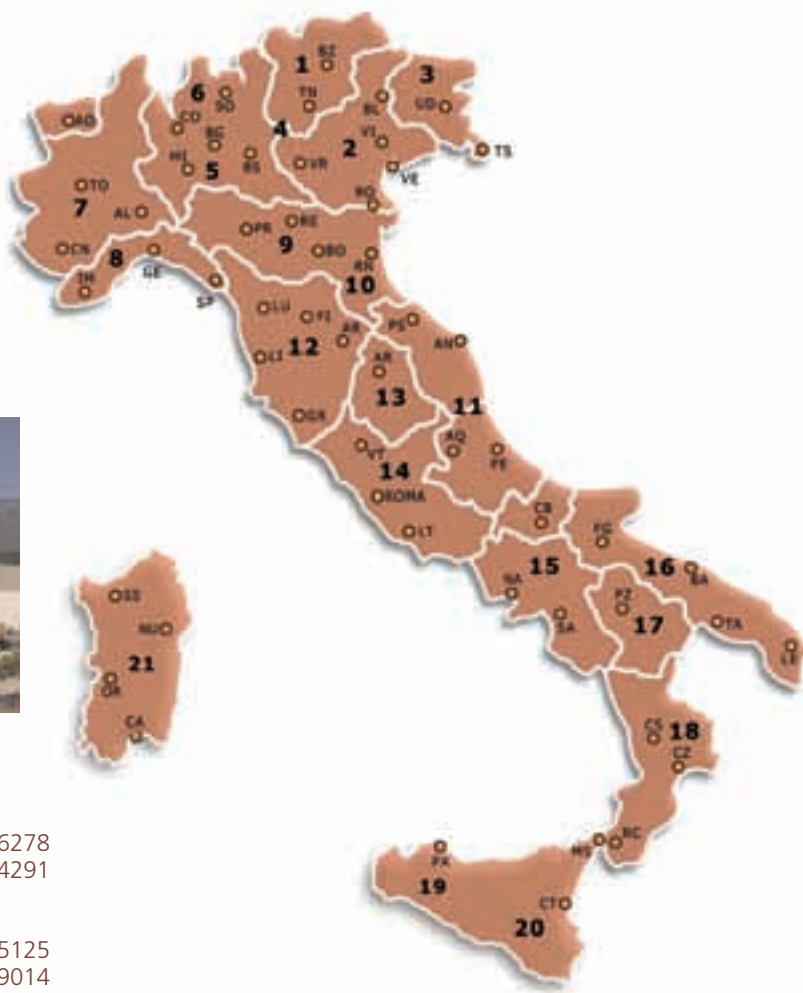 BZ
1
3
6
SO
TN
BL
UD
CO
4
BG
VI
2
TS
MI
5
BS
VR
VE
TO
RO
7
AL
RE
PR
9
BO
CN
8
GE
RN
IM
10
SP
LU
FI
PS
AR
AN
12
LI
AR
13
11
GR
AQ
VT
PE
14
ROMA
CB
LT
FG
15
16
BA
SS
NA
PZ
NU
SA
17
TA
21
LE
OR
CA
CS
18
CZ
6278
4291
MS
RC
PA
19
CT
20
5125
9014